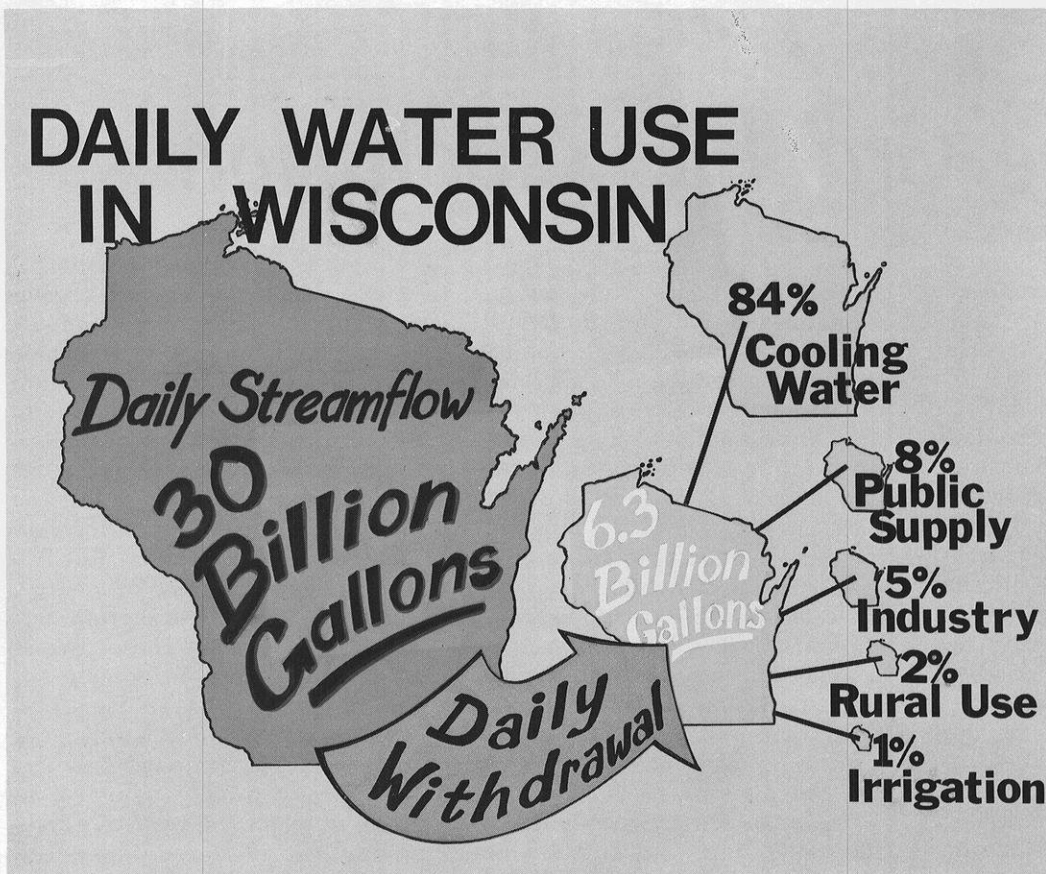 DAILY WATER USE
IN WISCONSIN
Daily Streamflow
30
Billion
Gallons
6.3
Billion
Gallons
Daily
Withdrawal
84%
Cooling
Water
8%
Public
Supply
5%
Industry
2%
Rural Use
1%
Irrigation